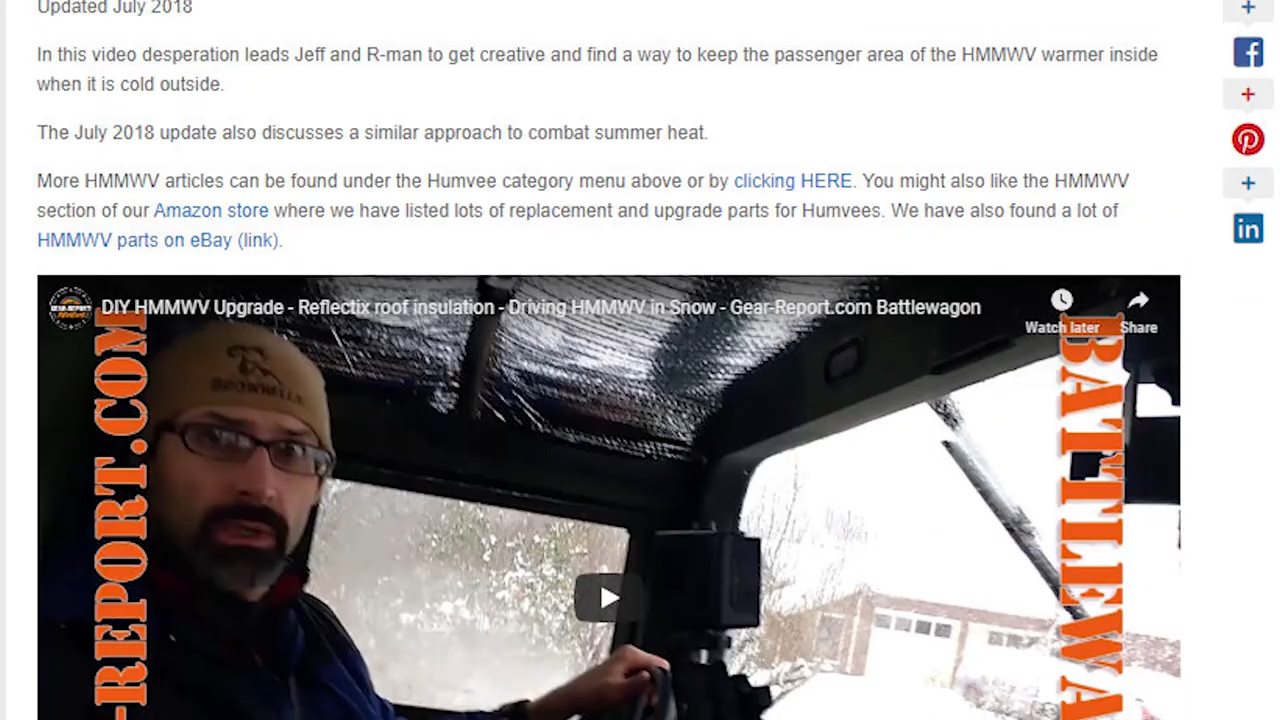 Updated July 2018
In this video desperation leads Jeff and R-man to get creative and find a way to keep the passenger area of the HMMWV warmer inside
when it is cold outside.
The July 2018 update also discusses a similar approach to combat summer heat.
More HMMWV articles can be found under the Humvee category menu above or by clicking HERE. You might also like the HMMWV
section of our Amazon store where we have listed lots of replacement and upgrade parts for Humvees. We have also found a lot of
HMMWV parts on eBay (link).
DIY HMMWV Upgrade - Reflectix roof insulation - Driving HMMWV in Snow - Gear-Report.com Battlewagon
Watch later
Share
GEAR-REPORT
BROWNELLS
-REPORT.COM
BATTLEWA
+
f
+
+
in